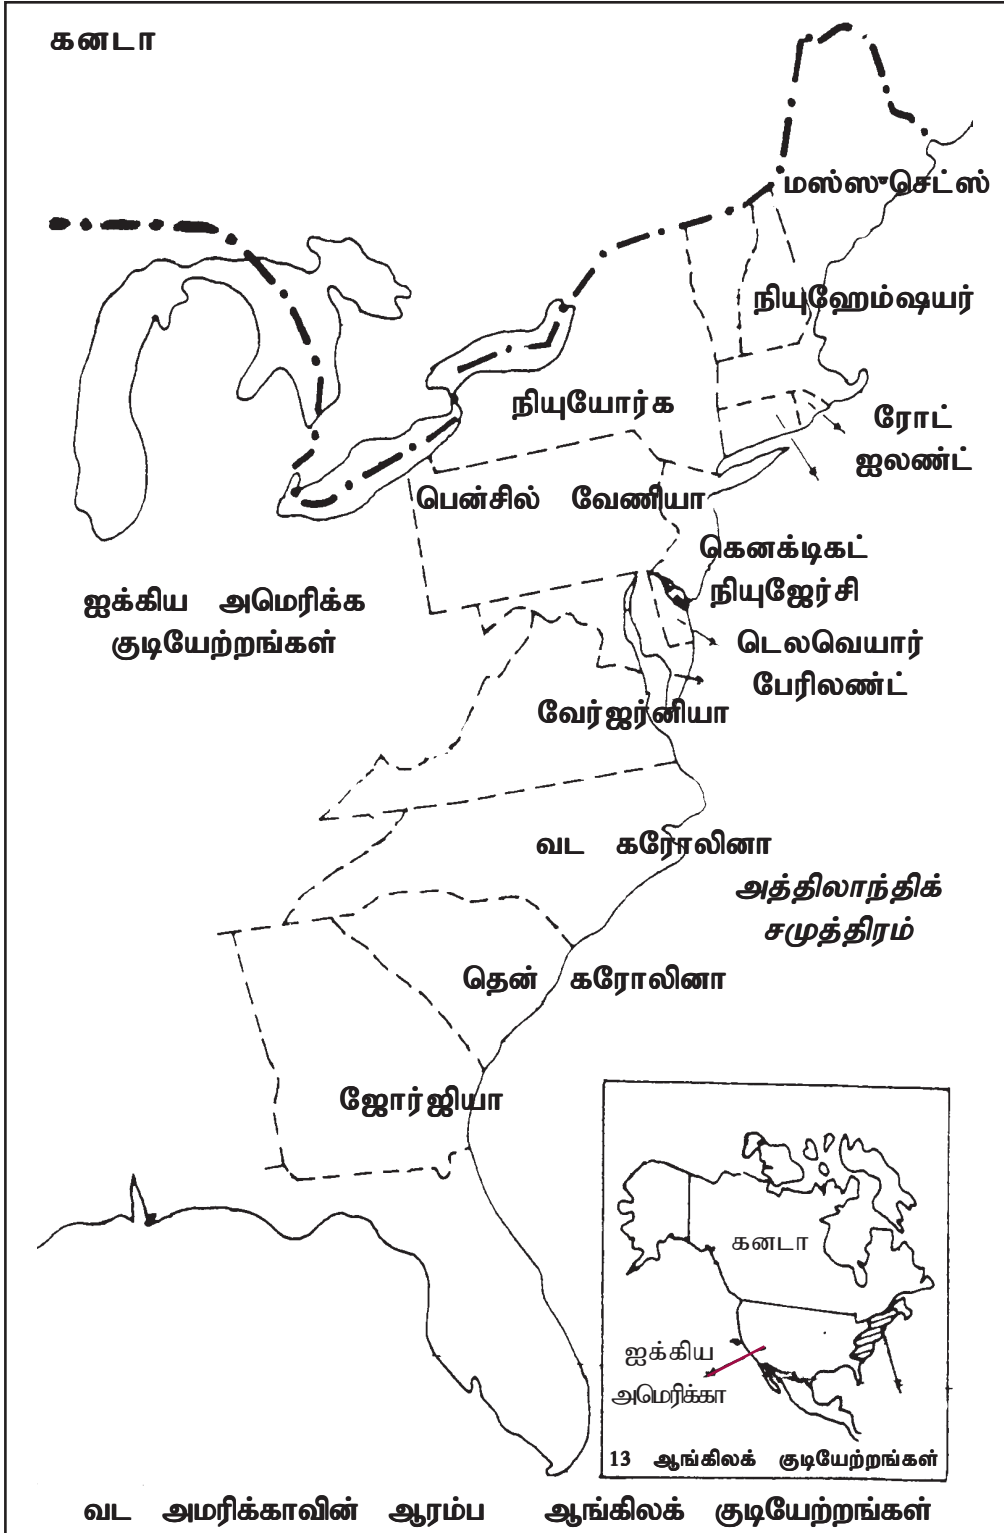 கனடா
மஸ்ஸுசெட்ஸ்
நியுஹேம்ஷயர்
நியுயோர்க
ரோட்
ஐலண்ட்
பென்சில் வேணியா
கெனக்டிகட்
நியுஜேர்சி
ஐக்கிய அமெரிக்க
குடியேற்றங்கள்
டெலவெயார்
பேரிலண்ட்
வேர்ஜர்னியா
வட கரோலினா
அத்திலாந்திக்
சமுத்திரம்
தென் கரோலினா
ஜோர்ஜியா
கனடா
ஐக்கிய
அமெரிக்கா
13 ஆங்கிலக் குடியேற்றங்கள்
வட அமரிக்காவின் ஆரம்ப ஆங்கிலக் குடியேற்றங்கள்